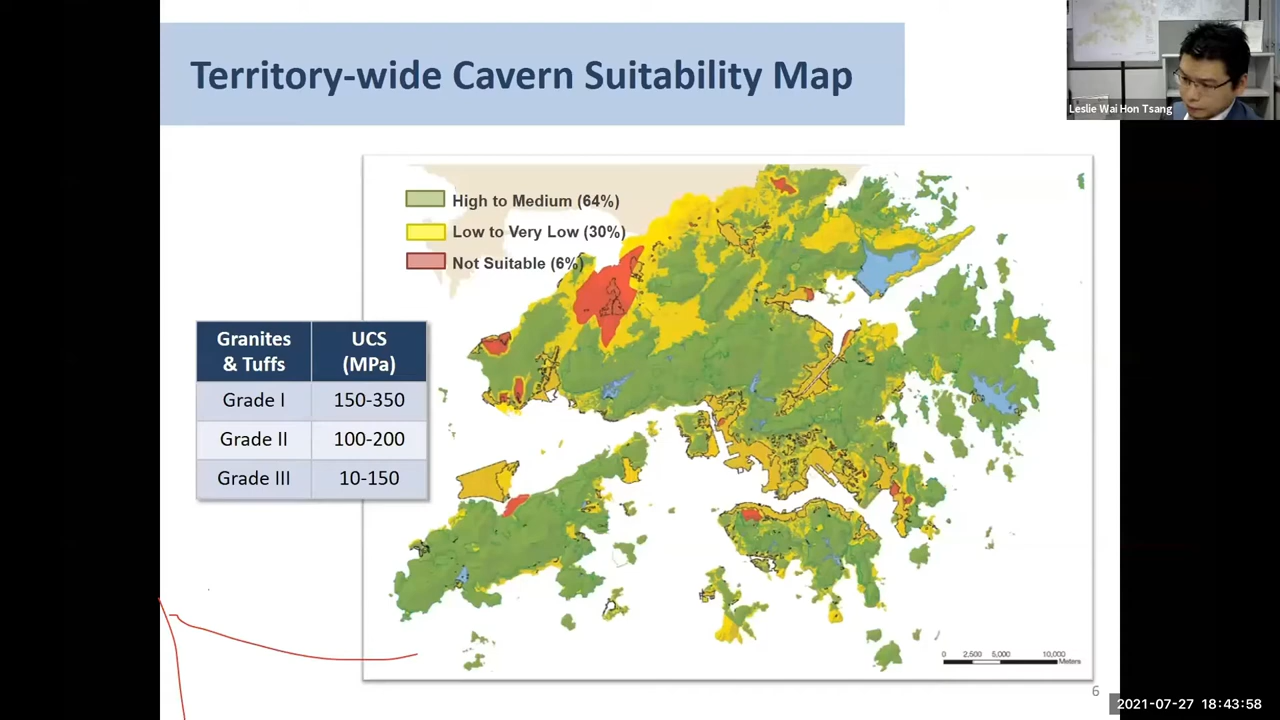 Territory-wide Cavern Suitability Map
Leslie Wai Hon Tsang
High to Medium (64%)
Low to Very Low (30%)
Not Suitable (6%)
Granites & Tuffs UCS (MPa)
Grade I 150-350
Grade II 100-200
Grade III 10-150
0 2,500 5,000 10,000
Meters
6
2021-07-27 18:43:58